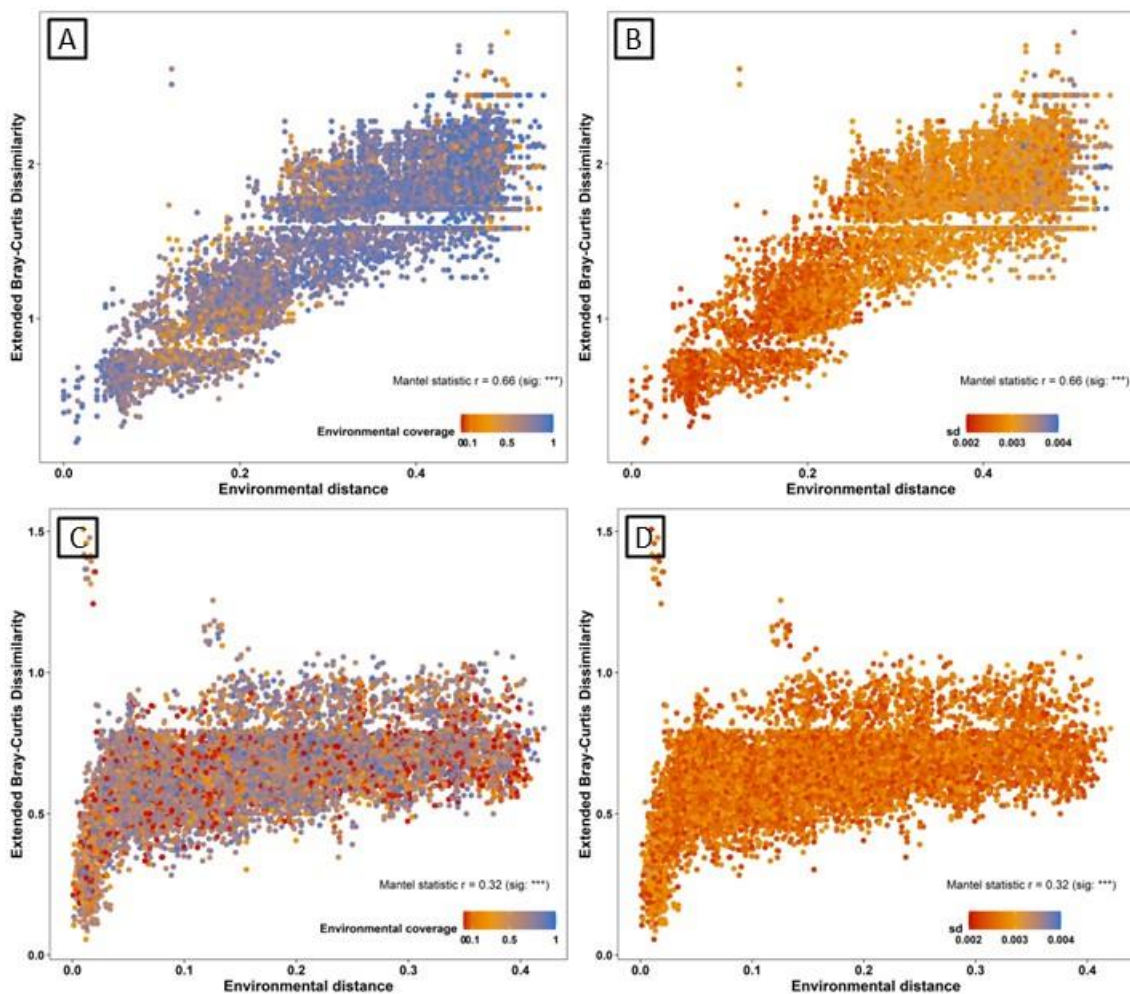 A
Extended Bray-Curtis Dissimilarity
2
1
Mantel statistic r = 0.66 (sig: ***)
Environmental coverage
00.1 0.5 1
0.0 0.2 0.4
Environmental distance
B
Extended Bray-Curtis Dissimilarity
2
1
Mantel statistic r = 0.66 (sig: ***)
sd
0.002 0.003 0.004
0.0 0.2 0.4
Environmental distance
C
Extended Bray-Curtis Dissimilarity
1.5
1.0
0.5
0.0
Mantel statistic r = 0.32 (sig: ***)
Environmental coverage
00.1 0.5 1
0.0 0.1 0.2 0.3 0.4
Environmental distance
D
Extended Bray-Curtis Dissimilarity
1.5
1.0
0.5
0.0
Mantel statistic r = 0.32 (sig: ***)
sd
0.002 0.003 0.004
0.0 0.1 0.2 0.3 0.4
Environmental distance